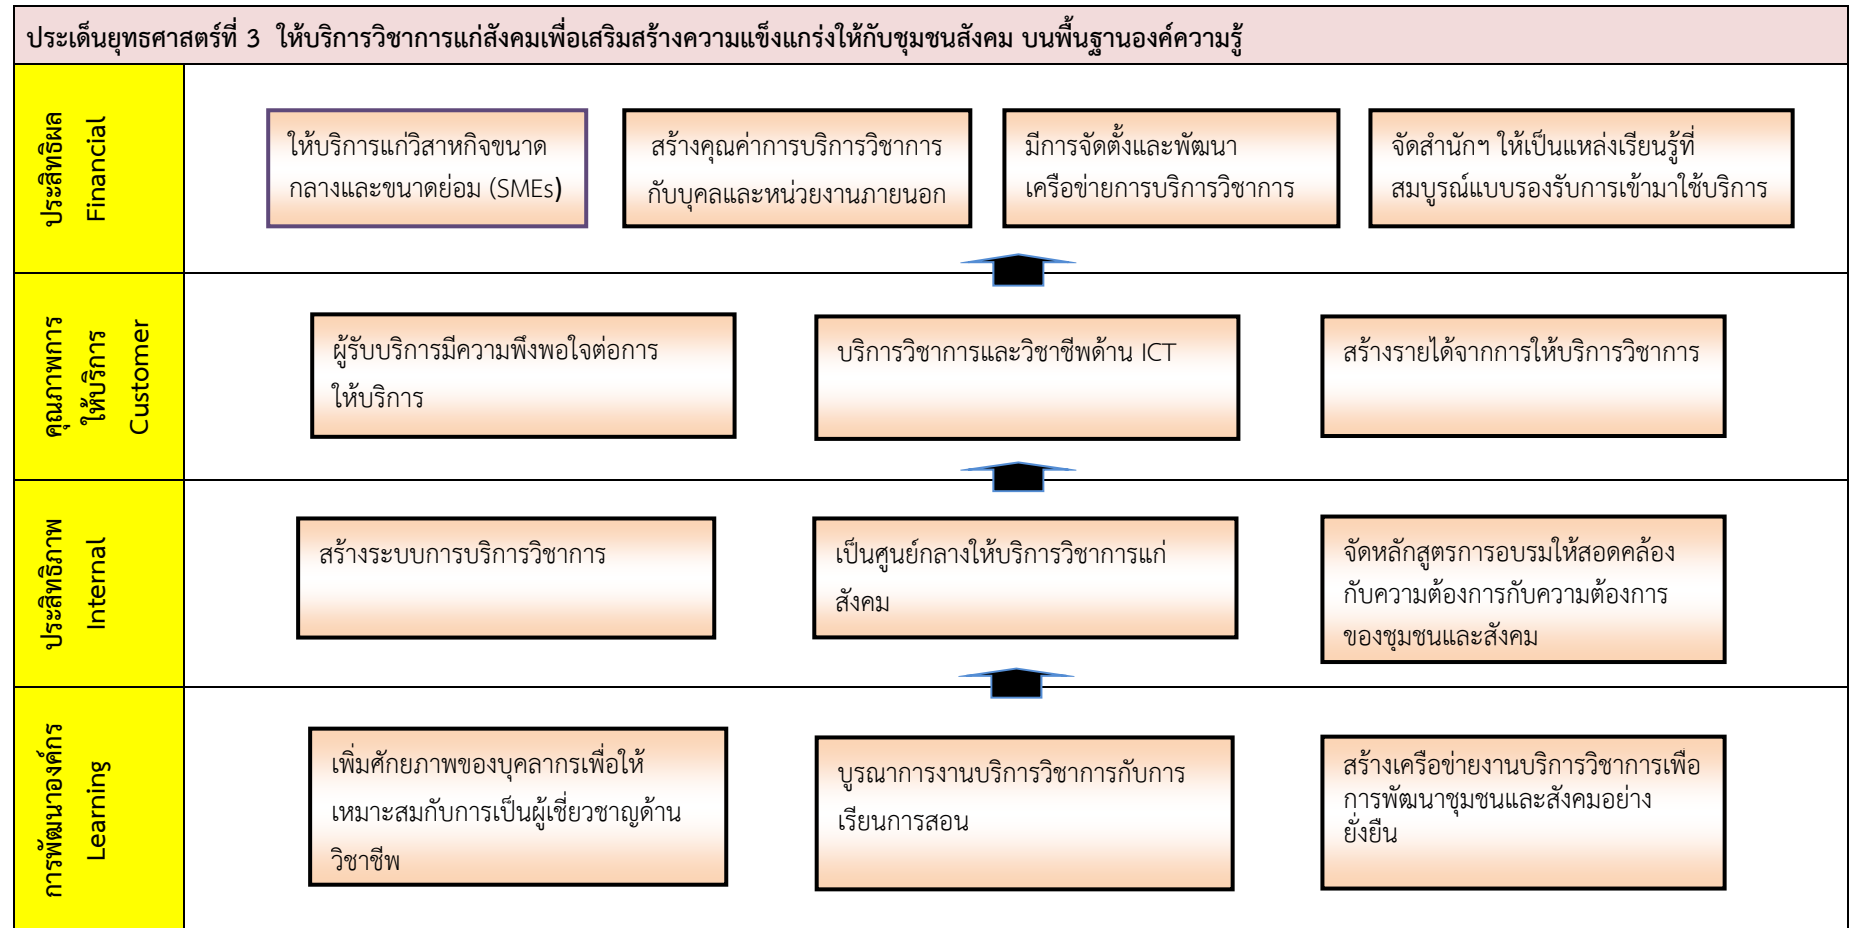 ประเด็นยุทธศาสตร์ที่ 3 ให้บริการวิชาการแก่สังคมเพื่อเสริมสร้างความแข็งแกร่งให้กับชุมชนสังคม บนพื้นฐานองค์ความรู้
ประสิทธิผล
Financial
ให้บริการแก่วิสาหกิจขนาด
กลางและขนาดย่อม (SMEs)
สร้างคุณค่าการบริการวิชาการ
กับบุคลและหน่วยงานภายนอก
มีการจัดตั้งและพัฒนา
เครือข่ายการบริการวิชาการ
จัดสำนักฯ ให้เป็นแหล่งเรียนรู้ที่
สมบูรณ์แบบรองรับการเข้ามาใช้บริการ
คุณภาพการ
ให้บริการ
Customer
ผู้รับบริการมีความพึงพอใจต่อการ
ให้บริการ
บริการวิชาการและวิชาชีพด้าน ICT
สร้างรายได้จากการให้บริการวิชาการ
ประสิทธิภาพ
Internal
สร้างระบบการบริการวิชาการ
เป็นศูนย์กลางให้บริการวิชาการแก่
สังคม
จัดหลักสูตรการอบรมให้สอดคล้อง
กับความต้องการกับความต้องการ
ของชุมชนและสังคม
การพัฒนาองค์กร
Learning
เพิ่มศักยภาพของบุคลากรเพื่อให้
เหมาะสมกับการเป็นผู้เชี่ยวชาญด้าน
วิชาชีพ
บูรณาการงานบริการวิชาการกับการ
เรียนการสอน
สร้างเครือข่ายงานบริการวิชาการเพื่อ
การพัฒนาชุมชนและสังคมอย่าง
ยั่งยืน